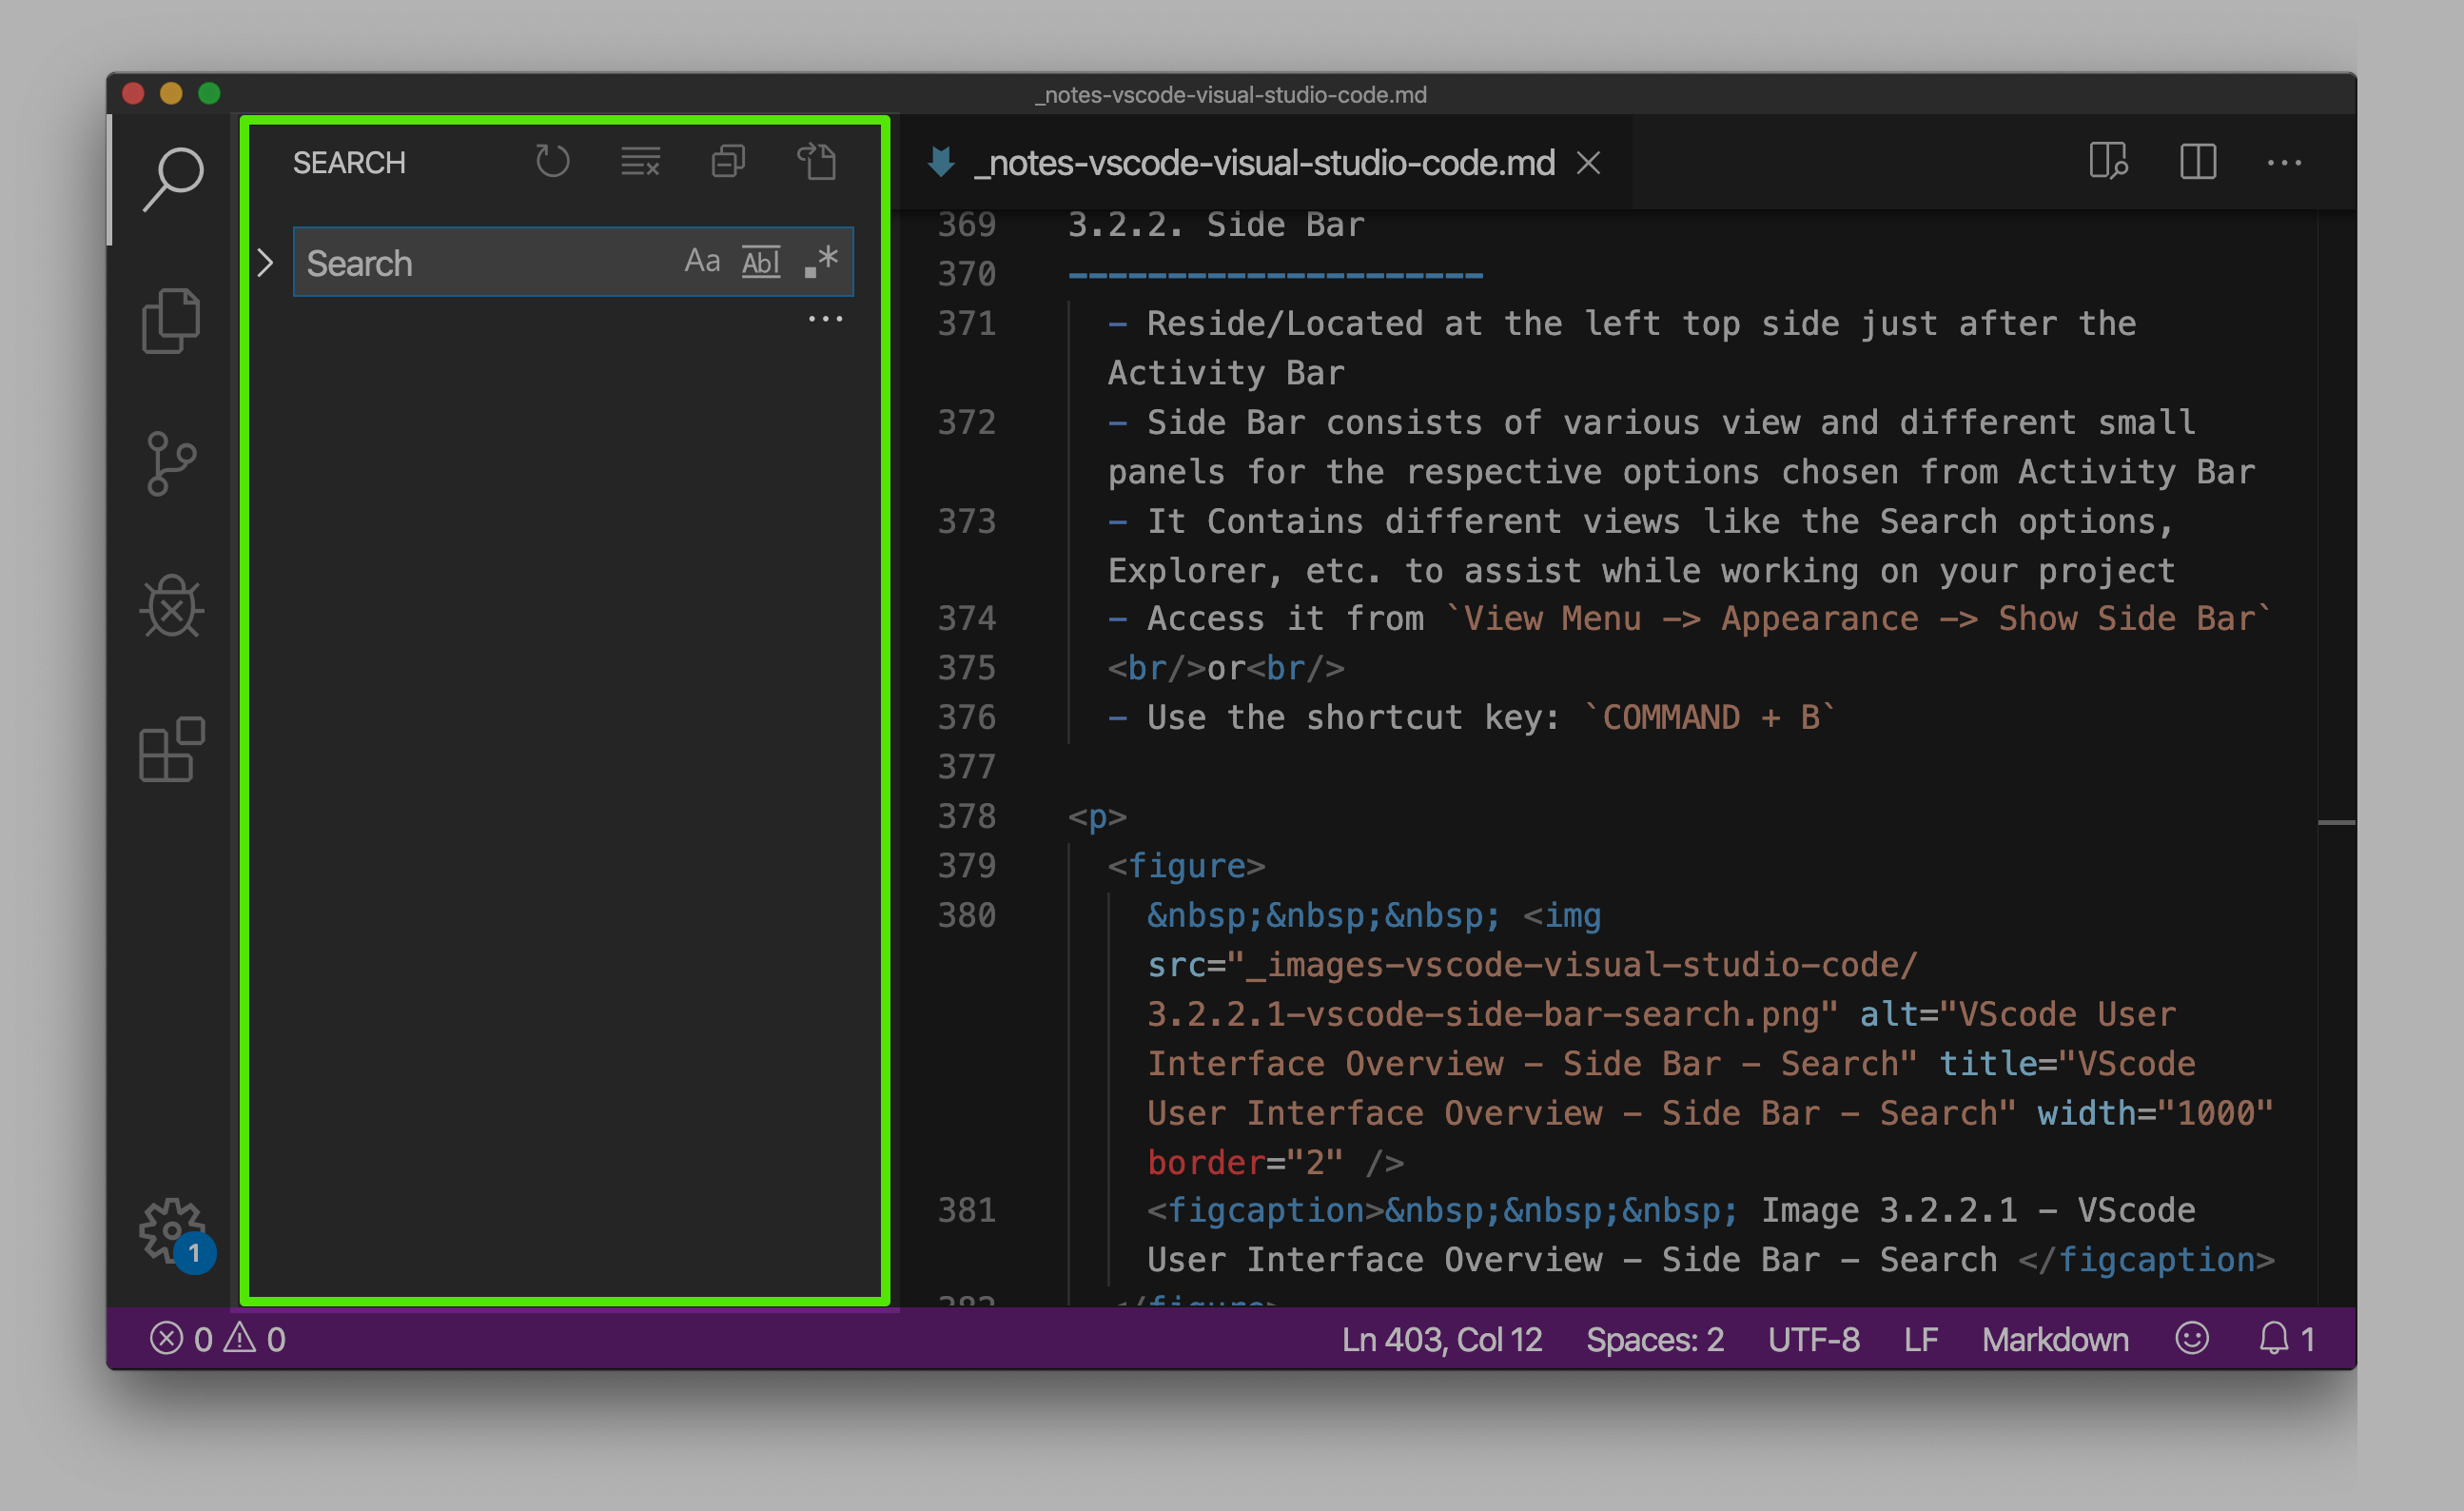 _notes-vscode-visual-studio-code.md
SEARCH
Search
Aa
Abl
.*
...
1
_notes-vscode-visual-studio-code.md
369 3.2.2. Side Bar
370 ---------------------
371 - Reside/Located at the left top side just after the
Activity Bar
372 - Side Bar consists of various view and different small
panels for the respective options chosen from Activity Bar
373 - It Contains different views like the Search options,
Explorer, etc. to assist while working on your project
374 - Access it from `View Menu -> Appearance -> Show Side Bar`
375 <br/>or<br/>
376 - Use the shortcut key: `COMMAND + B`
377
378 <p>
379 <figure>
380 &nbsp;&nbsp;&nbsp; <img
src="_images-vscode-visual-studio-code/
3.2.2.1-vscode-side-bar-search.png" alt="VScode User
Interface Overview - Side Bar - Search" title="VScode
User Interface Overview - Side Bar - Search" width="1000"
border="2" />
381 <figcaption>&nbsp;&nbsp;&nbsp; Image 3.2.2.1 - VScode
User Interface Overview - Side Bar - Search </figcaption>
382 </figure>
0 0
Ln 403, Col 12 Spaces: 2 UTF-8 LF Markdown 1